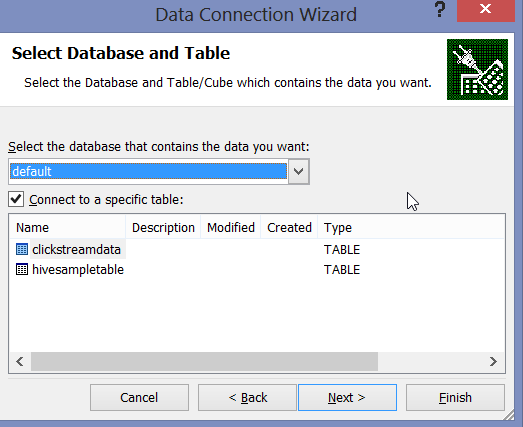 Data Connection Wizard
? x
Select Database and Table
Select the Database and Table/Cube which contains the data you want.
Select the database that contains the data you want:
default
Connect to a specific table:
Name Description Modified Created Type
clickstreamdata TABLE
hivesampletable TABLE
Cancel < Back Next > Finish